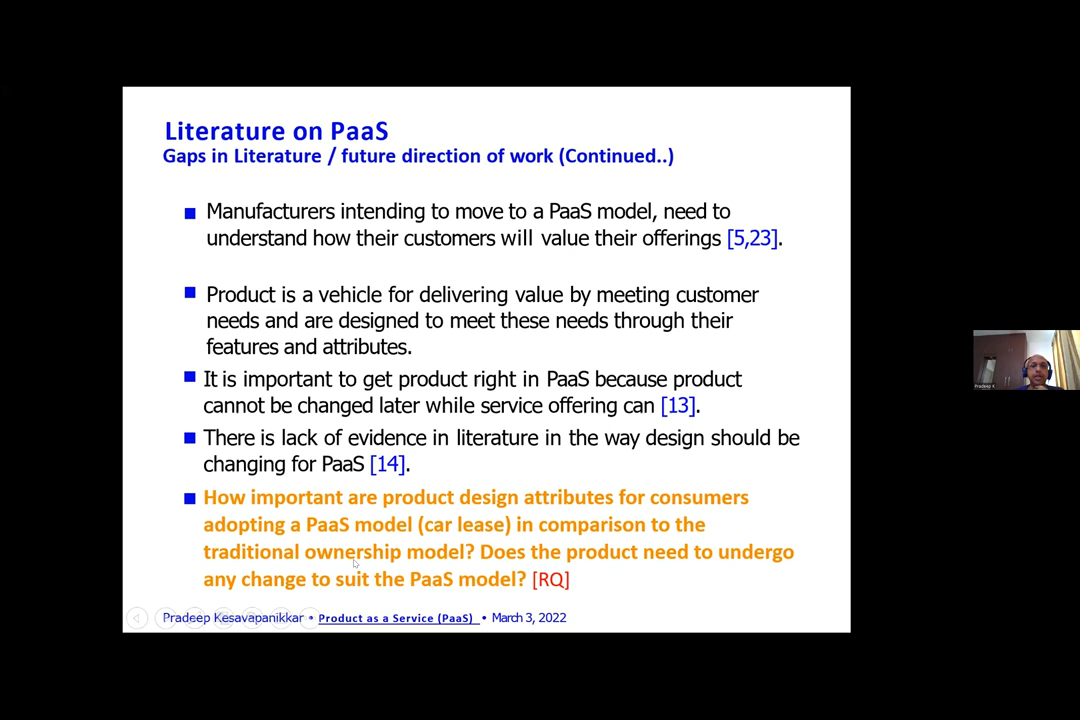 Literature on PaaS
Gaps in Literature / future direction of work (Continued..)
Manufacturers intending to move to a PaaS model, need to
understand how their customers will value their offerings [5,23].
Product is a vehicle for delivering value by meeting customer
needs and are designed to meet these needs through their
features and attributes.
It is important to get product right in PaaS because product
cannot be changed later while service offering can [13].
There is lack of evidence in literature in the way design should be
changing for PaaS [14].
How important are product design attributes for consumers
adopting a PaaS model (car lease) in comparison to the
traditional ownership model? Does the product need to undergo
any change to suit the PaaS model? [RQ]
Pradeep Kesavapanikkar • Product as a Service (PaaS) • March 3, 2022
Pradeep K